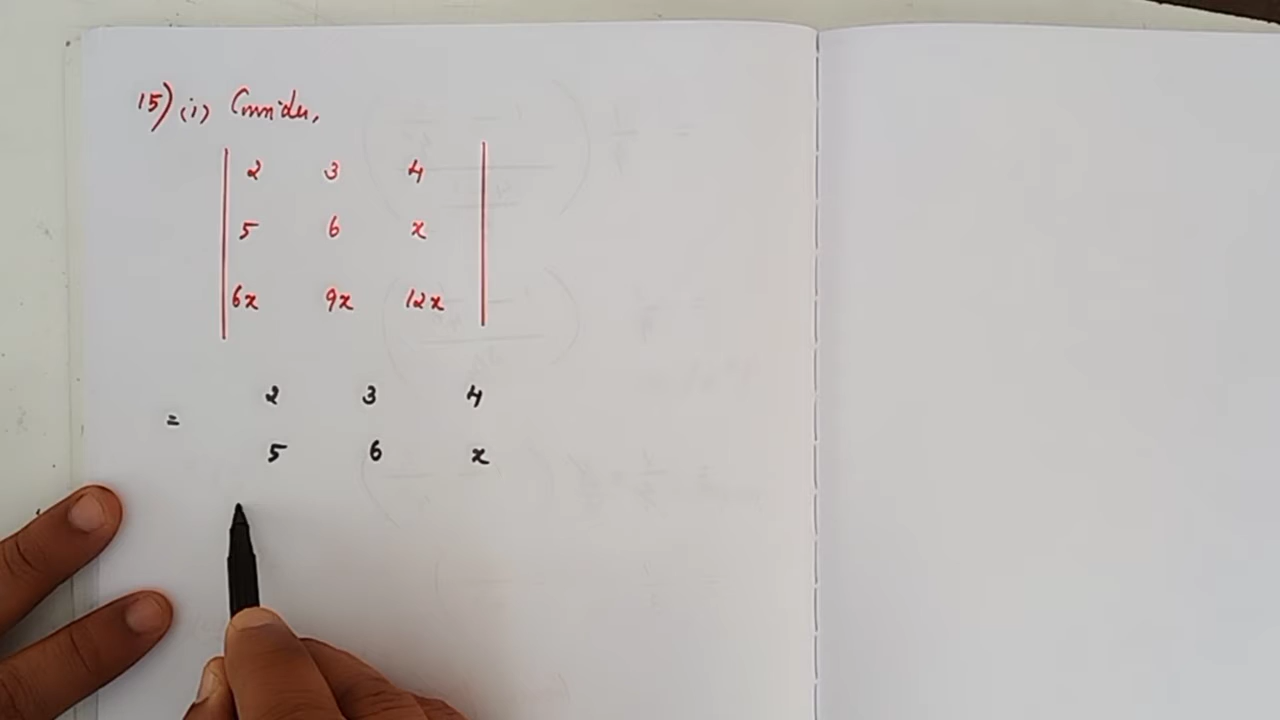 15) (i) Consider,
2 3 4
5 6 x
6x 9x 12x
= 2 3 4
5 6 x